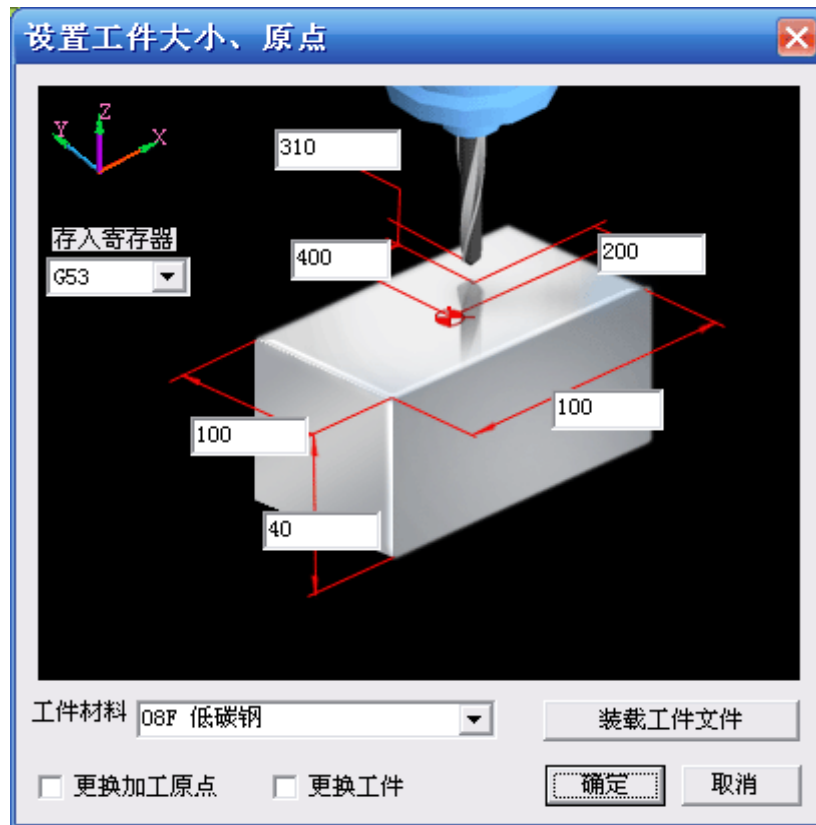 设置工件大小、原点
Z
Y
X
310
存入寄存器
400
200
G53
100
100
40
工件材料
08F 低碳钢
装载工件文件
更换加工原点
更换工件
确定
取消